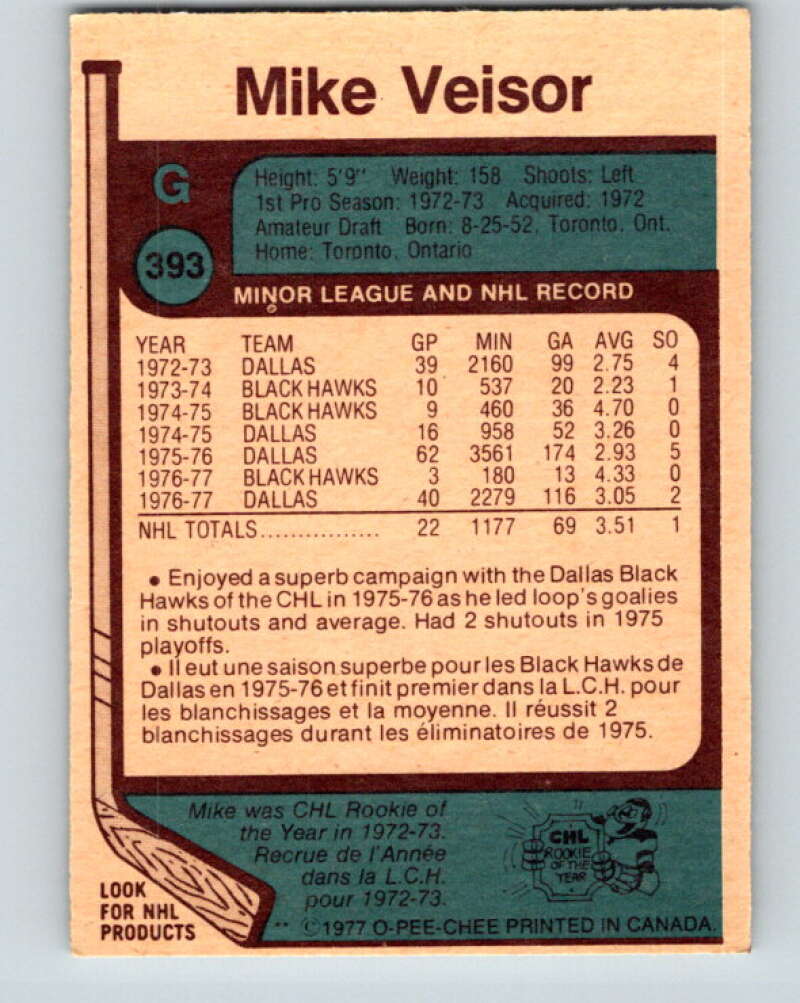 Mike Veisor
G
Height: 5'9" Weight: 158 Shoots: Left
1st Pro Season: 1972-73 Acquired: 1972
Amateur Draft Born: 8-25-52, Toronto, Ont.
Home: Toronto, Ontario
393
MINOR LEAGUE AND NHL RECORD
YEAR TEAM GP MIN GA AVG SO
1972-73 DALLAS 39 2160 99 2.75 4
1973-74 BLACK HAWKS 10 537 20 2.23 1
1974-75 BLACK HAWKS 9 460 36 4.70 0
1974-75 DALLAS 16 958 52 3.26 0
1975-76 DALLAS 62 3561 174 2.93 5
1976-77 BLACK HAWKS 3 180 13 4.33 0
1976-77 DALLAS 40 2279 116 3.05 2
NHL TOTALS................ 22 1177 69 3.51 1
• Enjoyed a superb campaign with the Dallas Black
Hawks of the CHL in 1975-76 as he led loop's goalies
in shutouts and average. Had 2 shutouts in 1975
playoffs.
• Il eut une saison superbe pour les Black Hawks de
Dallas en 1975-76 et finit premier dans la L.C.H. pour
les blanchissages et la moyenne. Il réussit 2
blanchissages durant les éliminatoires de 1975.
Mike was CHL Rookie of
the Year in 1972-73.
Recrue de l'Année
dans la L.C.H.
pour 1972-73.
CHL
ROOKIE
OF THE
YEAR
LOOK
FOR NHL
PRODUCTS
** ©1977 O-PEE-CHEE PRINTED IN CANADA.